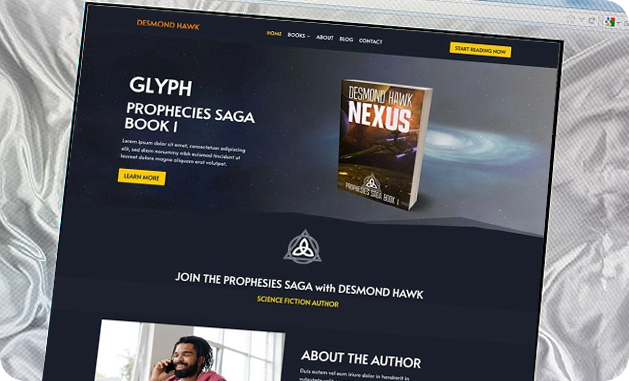 DESMOND HAWK
HOME BOOKS ABOUT BLOG CONTACT
START READING NOW
GLYPH
PROPHECIES SAGA
BOOK I
Lorem ipsum dolor sit amet, consectetuer adipiscing
elit, sed diam nonummy nibh euismod tincidunt ut
laoreet dolore magna aliquam erat volutpat.
LEARN MORE
DESMOND HAWK
NEXUS
PROPHESIES SAGA BOOK I
JOIN THE PROPHESIES SAGA with DESMOND HAWK
SCIENCE FICTION AUTHOR
ABOUT THE AUTHOR
Duis autem vel eum iriure dolor in hendrerit in